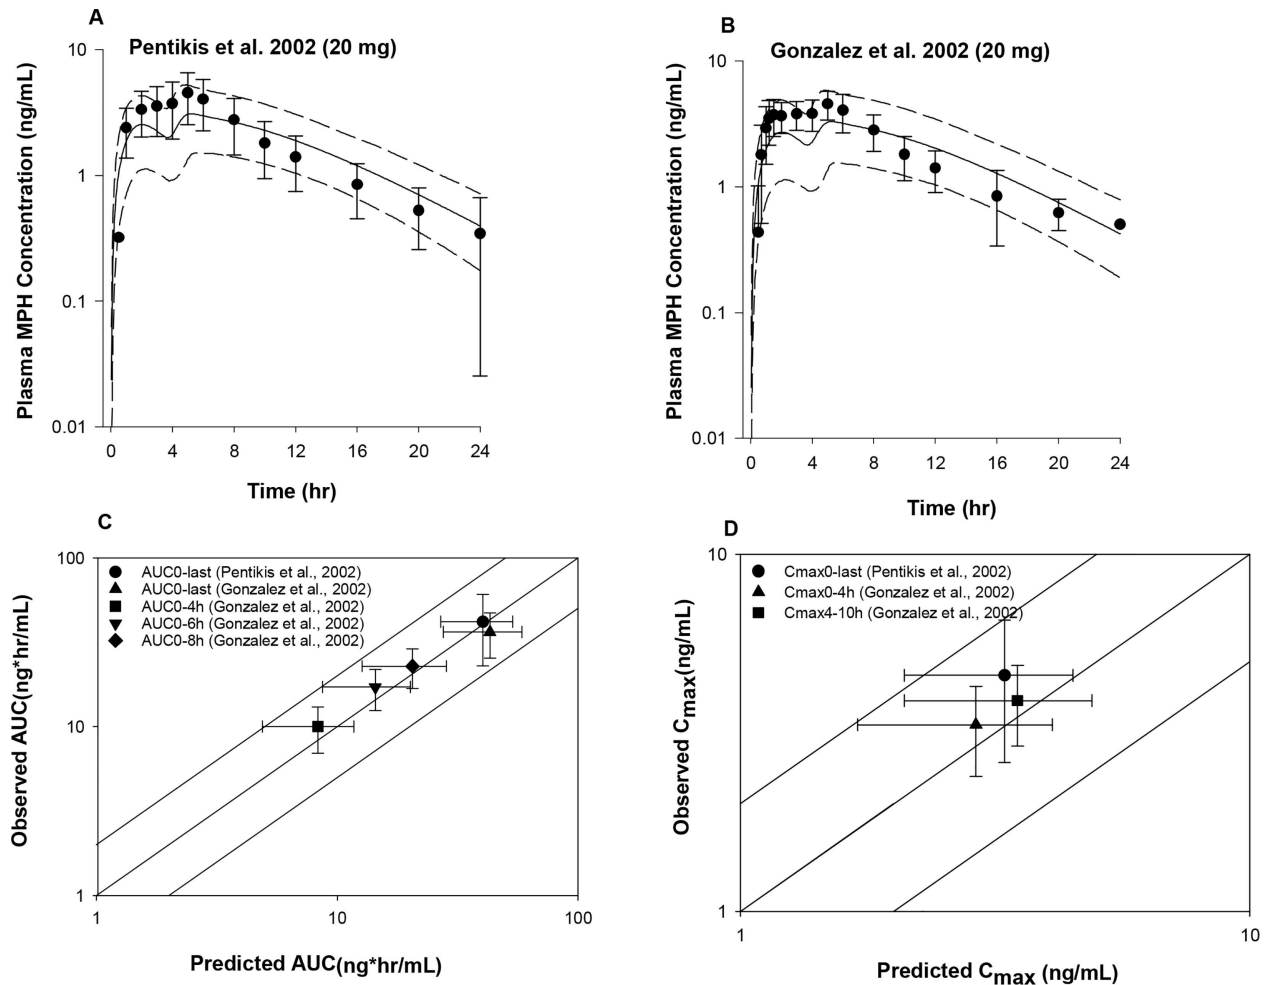 A
Pentikis et al. 2002 (20 mg)
10
1
0.1
0.01
Plasma MPH Concentration (ng/mL)
0 4 8 12 16 20 24
Time (hr)
B
Gonzalez et al. 2002 (20 mg)
10
1
0.1
0.01
Plasma MPH Concentration (ng/mL)
0 4 8 12 16 20 24
Time (hr)
C
100
10
1
AUC0-last (Pentikis et al., 2002)
AUC0-last (Gonzalez et al., 2002)
AUC0-4h (Gonzalez et al., 2002)
AUC0-6h (Gonzalez et al., 2002)
AUC0-8h (Gonzalez et al., 2002)
Observed AUC(ng*hr/mL)
1 10 100
Predicted AUC(ng*hr/mL)
D
10
1
Cmax0-last (Pentikis et al., 2002)
Cmax0-4h (Gonzalez et al., 2002)
Cmax4-10h (Gonzalez et al., 2002)
Observed Cmax(ng/mL)
1 10
Predicted Cmax (ng/mL)